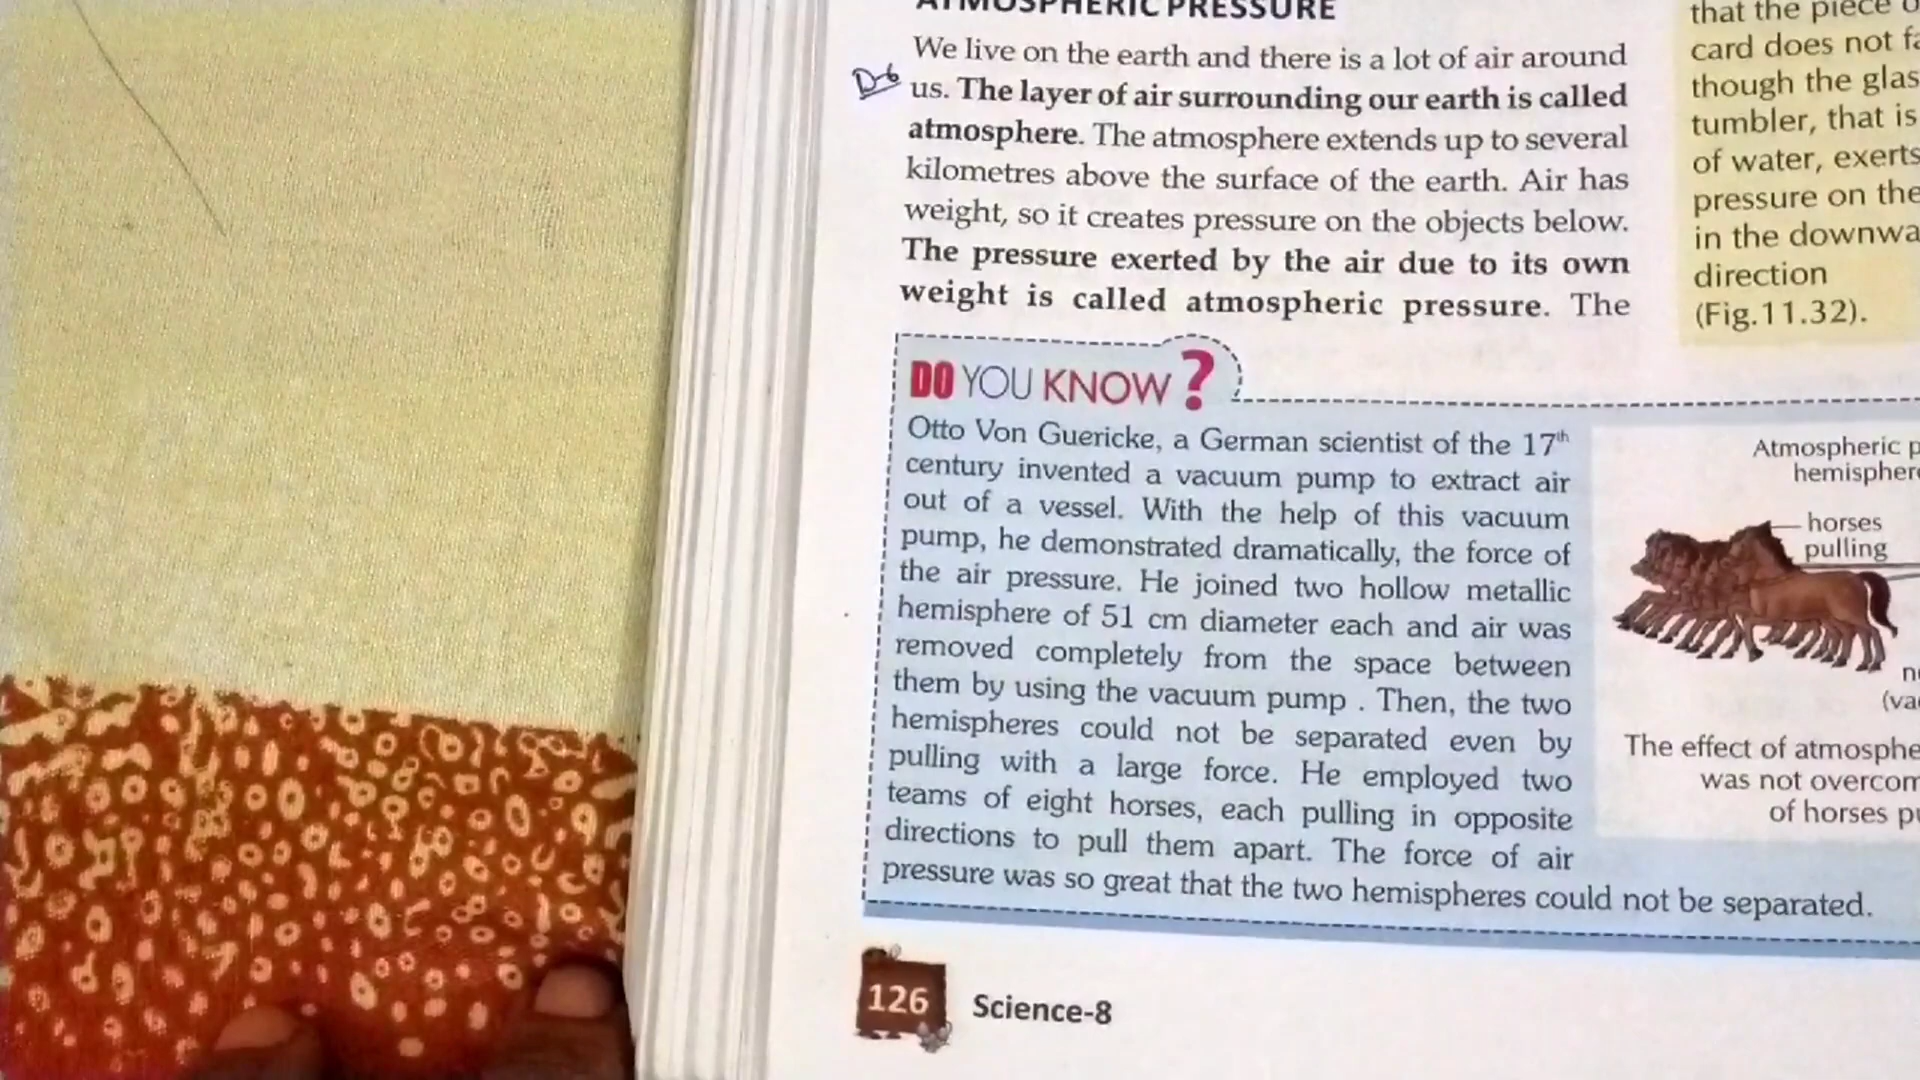 ATMOSPHERIC PRESSURE
We live on the earth and there is a lot of air around
D-6
us. The layer of air surrounding our earth is called
atmosphere. The atmosphere extends up to several
kilometres above the surface of the earth. Air has
weight, so it creates pressure on the objects below.
The pressure exerted by the air due to its own
weight is called atmospheric pressure. The
that the piece
card does not
though the
tumbler, that is
of water,
pressure on the
in the
direction
(Fig.11.32).
DO YOU KNOW ?
Otto Von Guericke, a German scientist of the 17th
century invented a vacuum pump to extract air
out of a vessel. With the help of this vacuum
pump, he demonstrated dramatically, the force of
the air pressure. He joined two hollow metallic
hemisphere of 51 cm diameter each and air was
removed completely from the space between
them by using the vacuum pump . Then, the two
hemispheres could not be separated even by
pulling with a large force. He employed two
teams of eight horses, each pulling in opposite
directions to pull them apart. The force of air
pressure was so great that the two hemispheres could not be separated.
Atmospheric
horses
pulling
The effect of
was not
of horses
126 Science-8